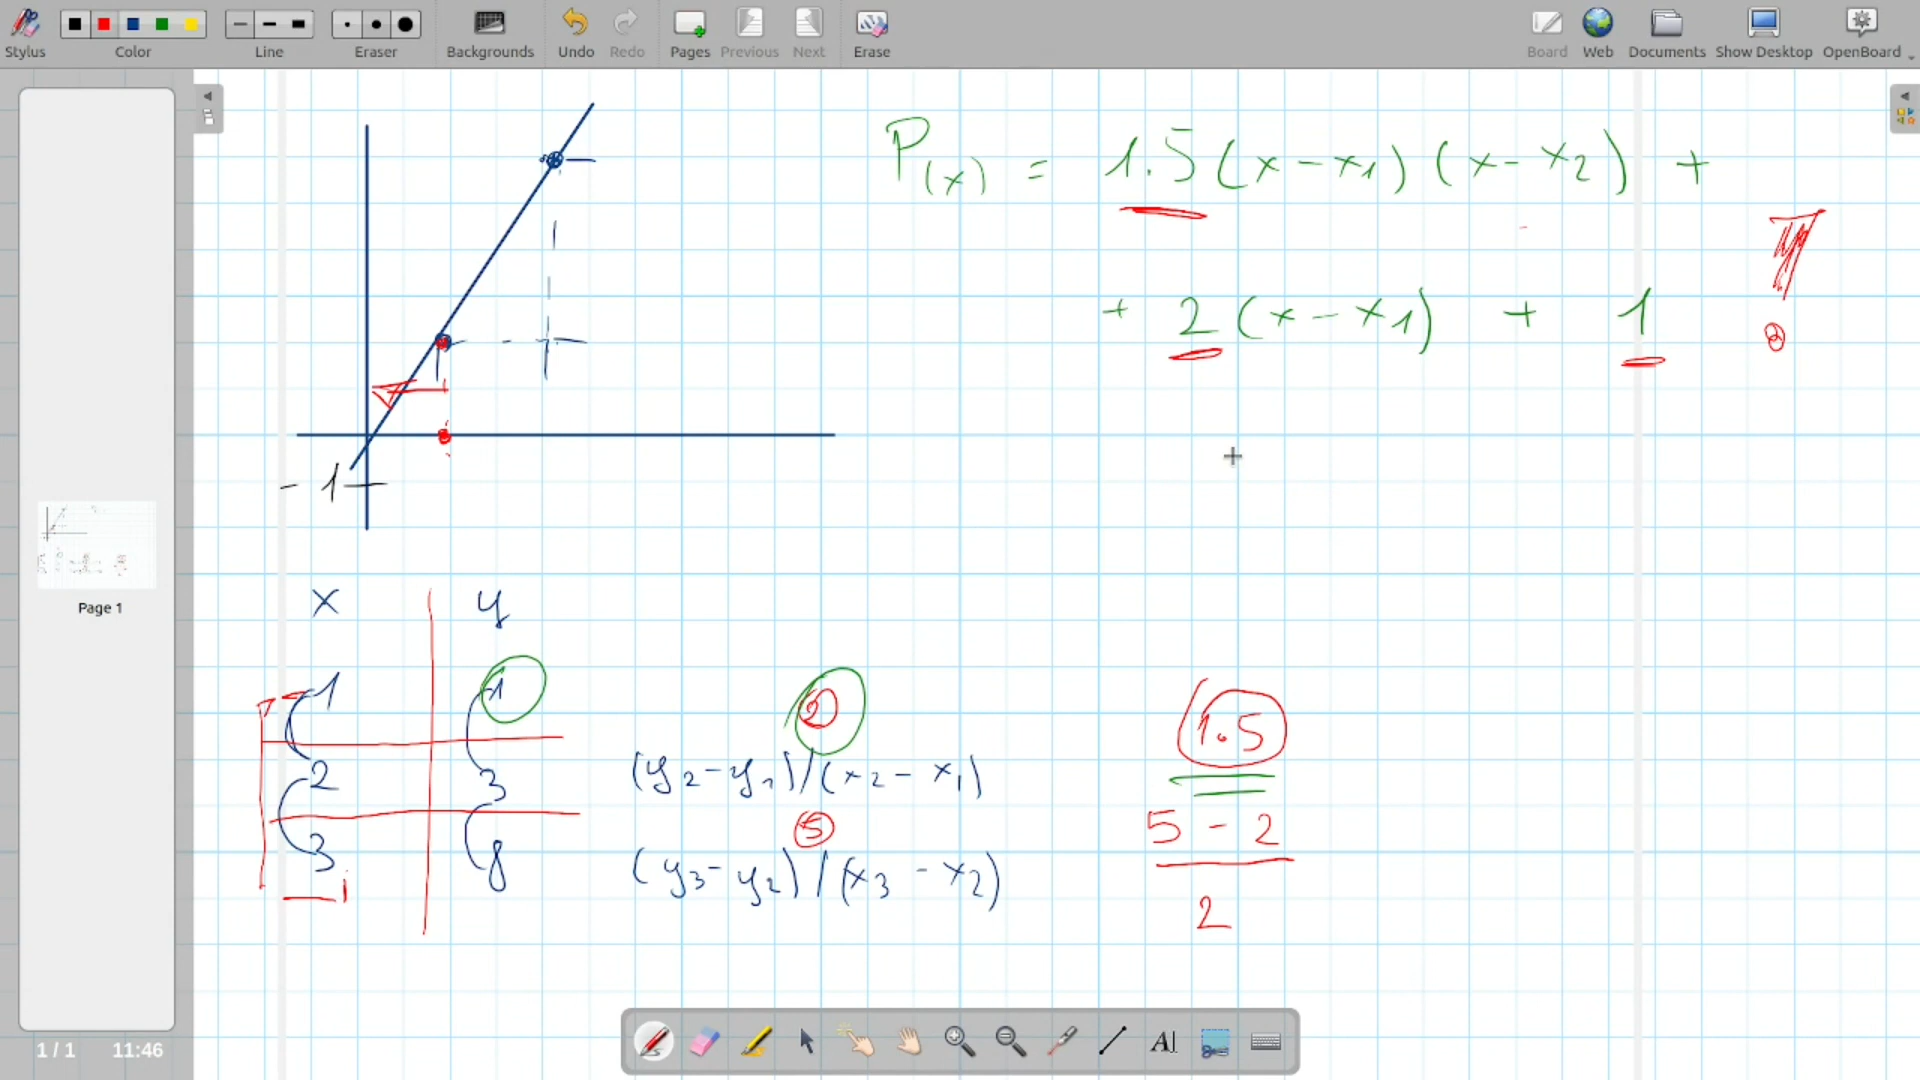 Stylus Color Line Eraser Backgrounds Undo Redo Pages Previous Next Erase Board Web Documents Show Desktop OpenBoard
P(x) = 1.5 (x - x1) (x - x2) +
+ 2 (x - x1) + 1
- 1
x y
1 1 2 1.5
2 3 (y2 - y1) / (x2 - x1)
5 5 - 2
3 8 (y3 - y2) / (x3 - x2)
2
Page 1
1 / 1 11:46